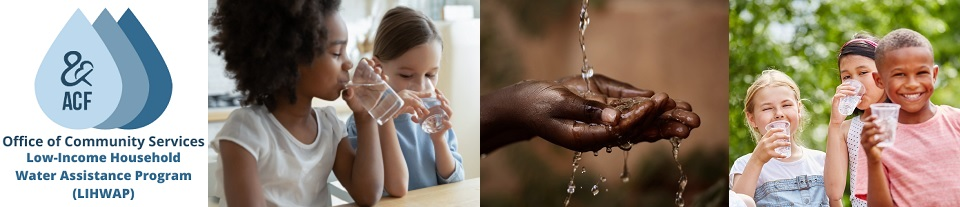 &
ACF
Office of Community Services
Low-Income Household
Water Assistance Program
(LIHWAP)